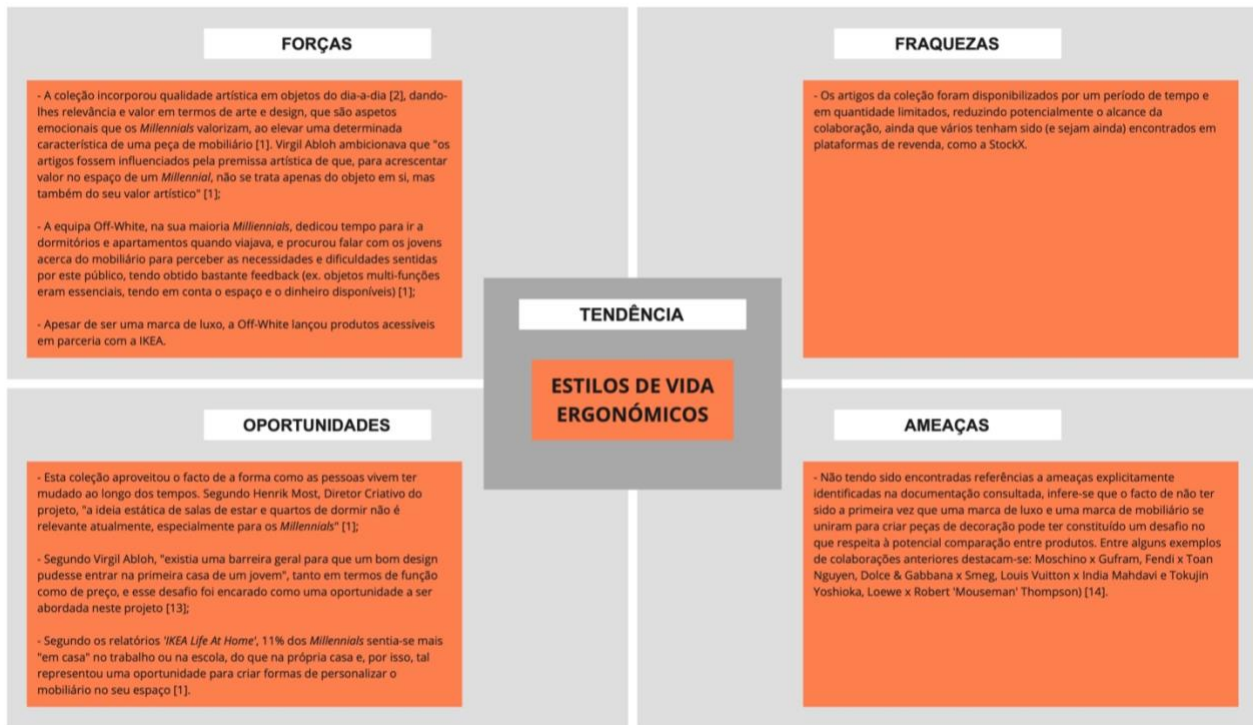 FORÇAS
- A coleção incorporou qualidade artística em objetos do dia-a-dia [2], dando-
lhes relevância e valor em termos de arte e design, que são aspetos
emocionais que os Millennials valorizam, ao elevar uma determinada
característica de uma peça de mobiliário [1]. Virgil Abloh ambicionava que "os
artigos fossem influenciados pela premissa artística de que, para acrescentar
valor no espaço de um Millennial, não se trata apenas do objeto em si, mas
também do seu valor artístico" [1];
- A equipa Off-White, na sua maioria Milliennials, dedicou tempo para ir a
dormitórios e apartamentos quando viajava, e procurou falar com os jovens
acerca do mobiliário para perceber as necessidades e dificuldades sentidas
por este público, tendo obtido bastante feedback (ex. objetos multi-funções
eram essenciais, tendo em conta o espaço e o dinheiro disponíveis) [1];
- Apesar de ser uma marca de luxo, a Off-White lançou produtos acessíveis
em parceria com a IKEA.
FRAQUEZAS
- Os artigos da coleção foram disponibilizados por um período de tempo e
em quantidade limitados, reduzindo potencialmente o alcance da
colaboração, ainda que vários tenham sido (e sejam ainda) encontrados em
plataformas de revenda, como a StockX.
TENDÊNCIA
ESTILOS DE VIDA
ERGONÓMICOS
OPORTUNIDADES
- Esta coleção aproveitou o facto de a forma como as pessoas vivem ter
mudado ao longo dos tempos. Segundo Henrik Most, Diretor Criativo do
projeto, "a ideia estática de salas de estar e quartos de dormir não é
relevante atualmente, especialmente para os Millennials" [1];
- Segundo Virgil Abloh, "existia uma barreira geral para que um bom design
pudesse entrar na primeira casa de um jovem", tanto em termos de função
como de preço, e esse desafio foi encarado como uma oportunidade a ser
abordada neste projeto [13];
- Segundo os relatórios 'IKEA Life At Home', 11% dos Millennials sentia-se mais
"em casa" no trabalho ou na escola, do que na própria casa e, por isso, tal
representou uma oportunidade para criar formas de personalizar o
mobiliário no seu espaço [1].
AMEAÇAS
- Não tendo sido encontradas referências a ameaças explicitamente
identificadas na documentação consultada, infere-se que o facto de não ter
sido a primeira vez que uma marca de luxo e uma marca de mobiliário se
uniram para criar peças de decoração pode ter constituído um desafio no
que respeita à potencial comparação entre produtos. Entre alguns exemplos
de colaborações anteriores destacam-se: Moschino x Gufram, Fendi x Toan
Nguyen, Dolce & Gabbana x Smeg, Louis Vuitton x India Mahdavi e Tokujin
Yoshioka, Loewe x Robert 'Mouseman' Thompson) [14].